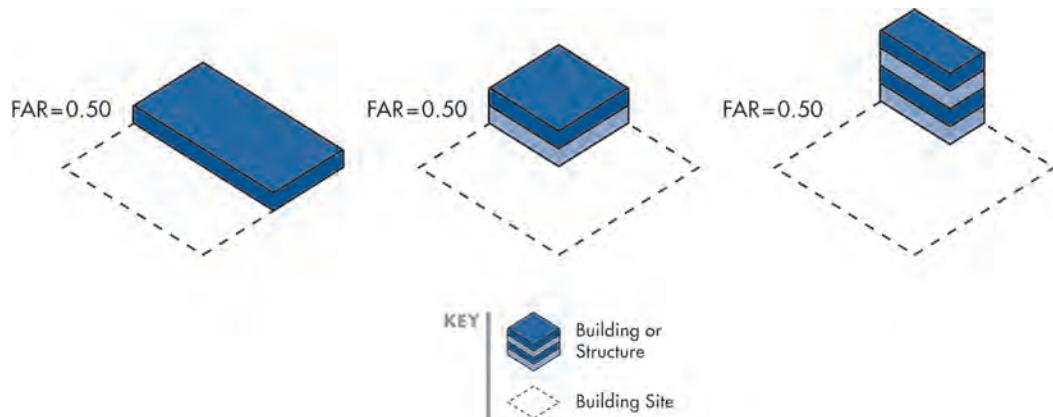 FAR=0.50
FAR=0.50
FAR=0.50
KEY
Building or
Structure
Building Site